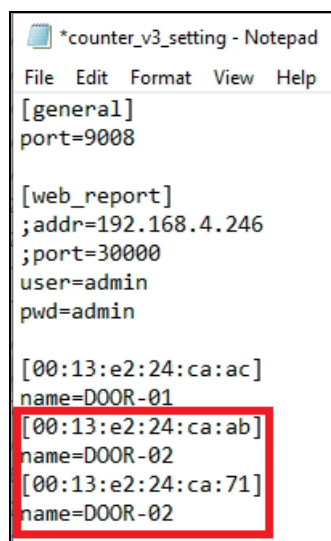 *counter_v3_setting - Notepad
File Edit Format View Help
[general]
port=9008
[web_report]
;addr=192.168.4.246
;port=30000
user=admin
pwd=admin
[00:13:e2:24:ca:ac]
name=DOOR-01
[00:13:e2:24:ca:ab]
name=DOOR-02
[00:13:e2:24:ca:71]
name=DOOR-02